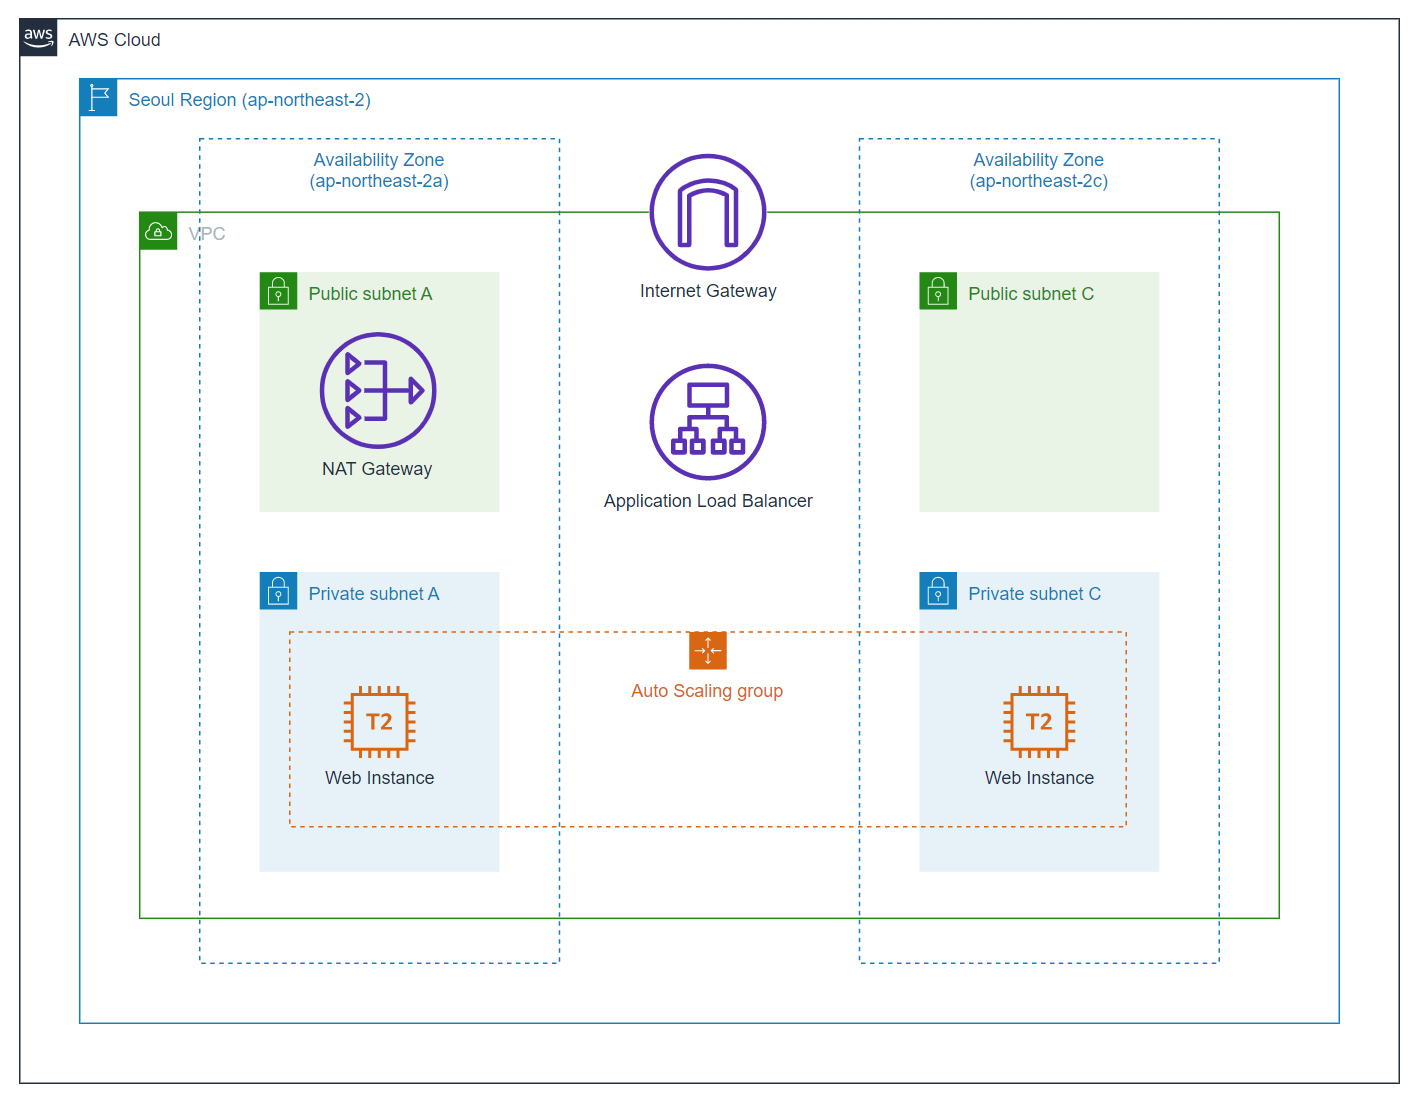 aws
AWS Cloud
Seoul Region (ap-northeast-2)
Availability Zone
(ap-northeast-2a)
Availability Zone
(ap-northeast-2c)
VPC
Public subnet A
Internet Gateway
Public subnet C
NAT Gateway
Application Load Balancer
Private subnet A
Private subnet C
Auto Scaling group
T2
Web Instance
T2
Web Instance